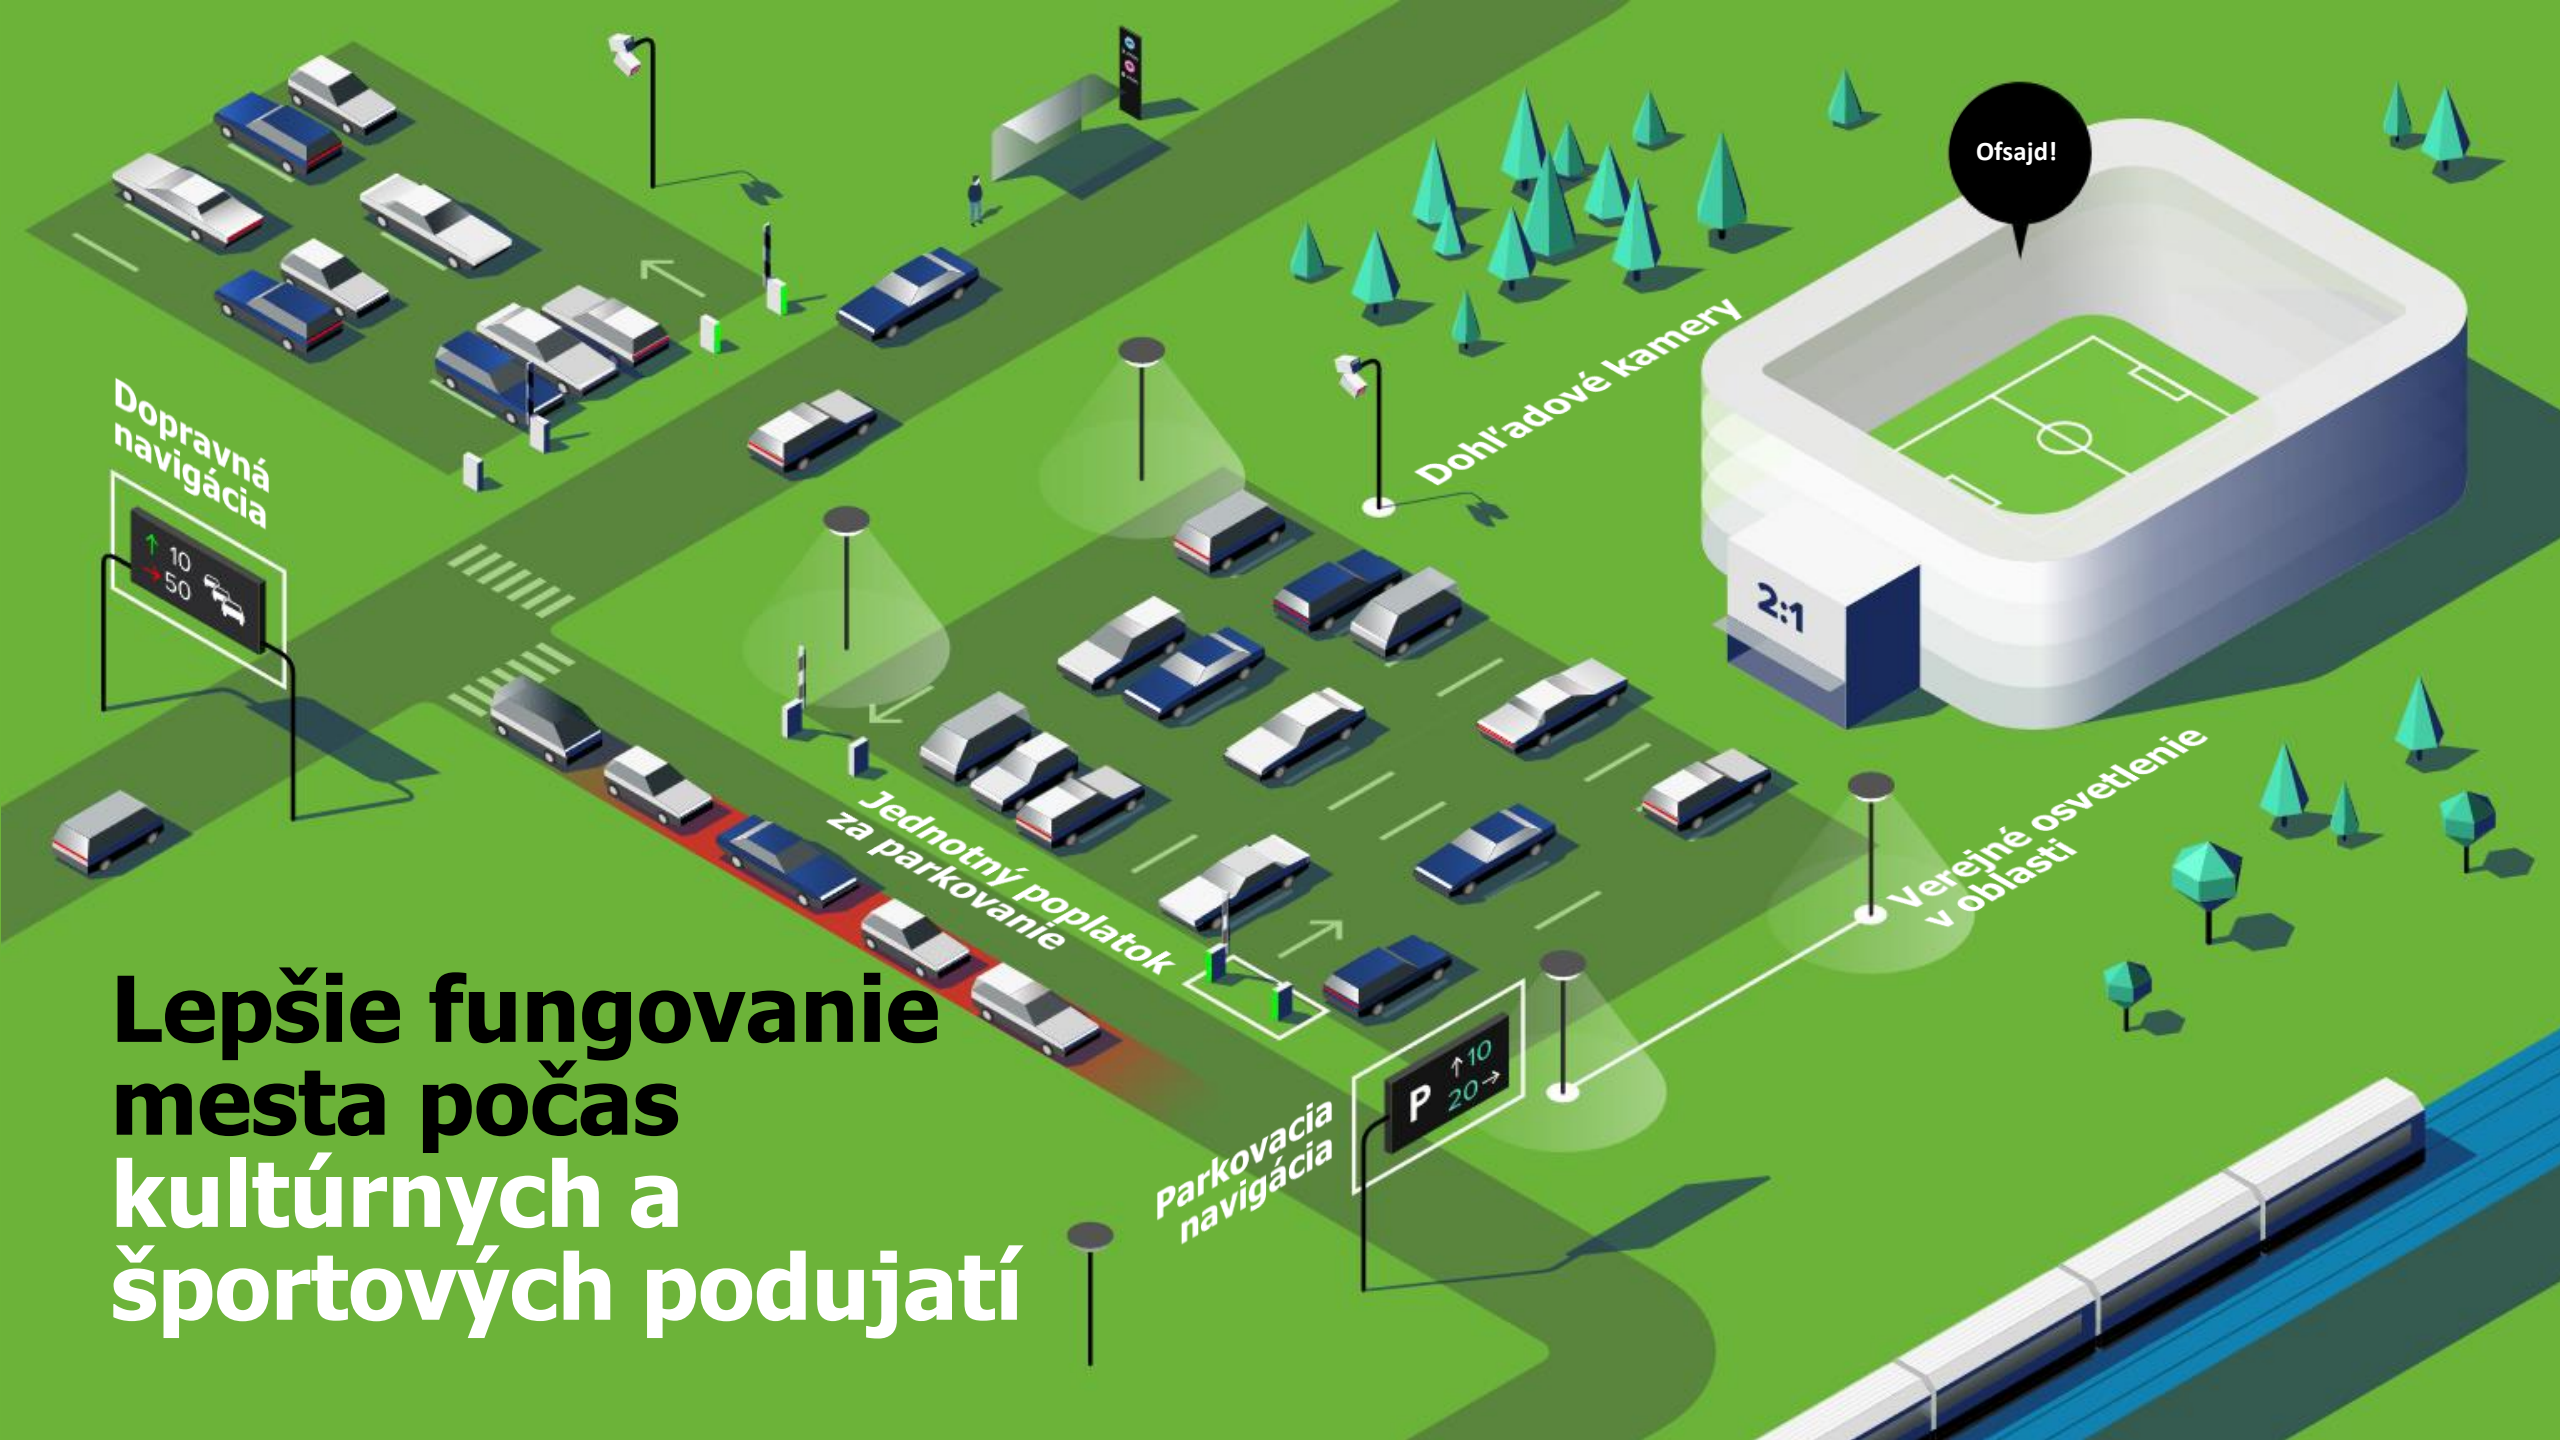 Ofsajd!
Dohľadové kamery
Dopravná
navigácia
10
50
2:1
Jednotný poplatok
za parkovanie
Verejné osvetlenie
v oblasti
P 10
20
Parkovacia
navigácia
Lepšie fungovanie
mesta počas
kultúrnych a
športových podujatí